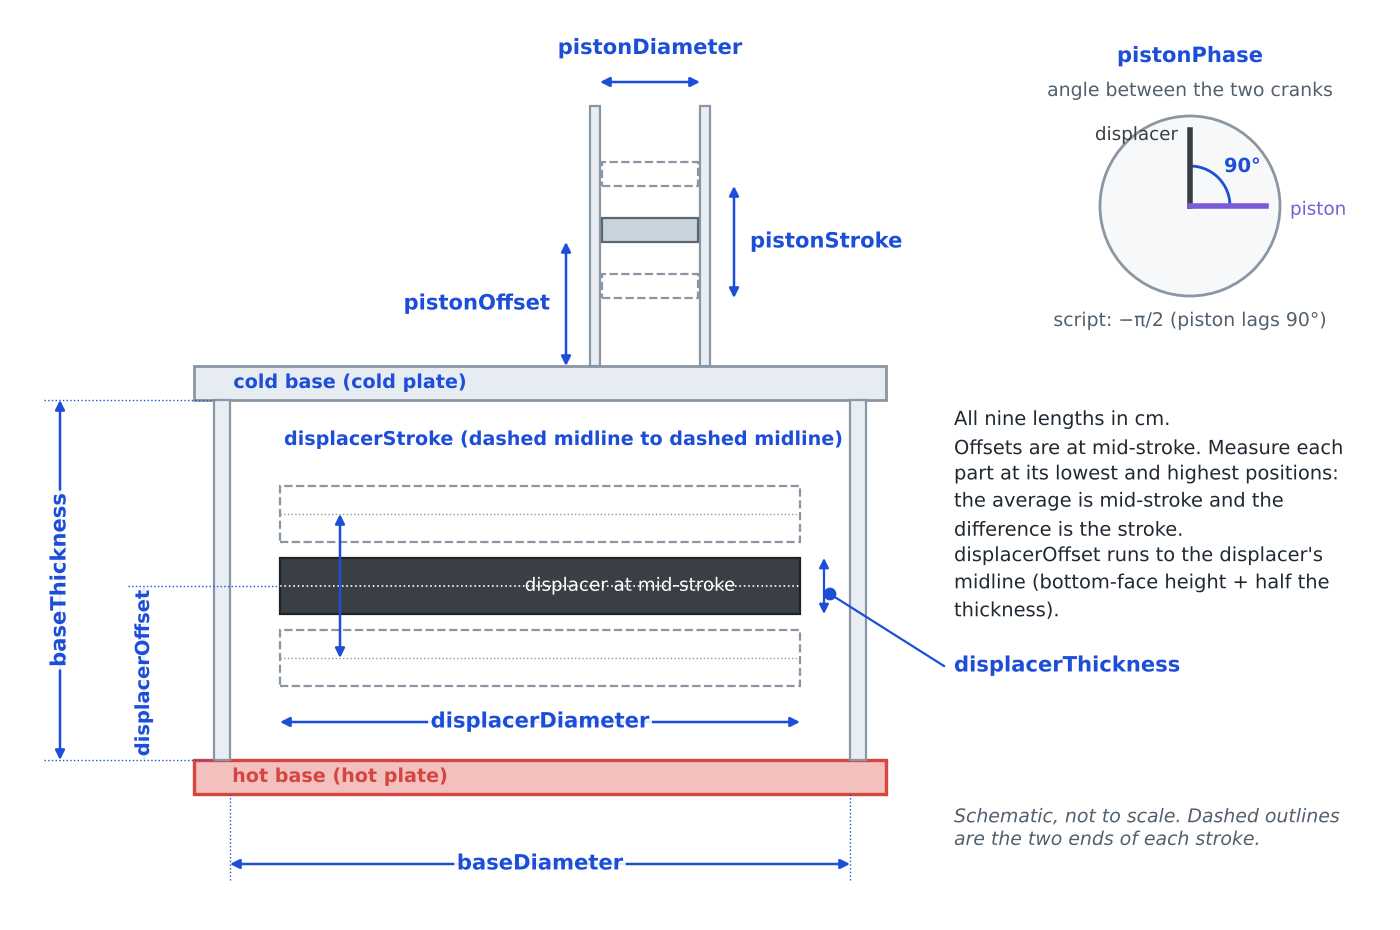 pistonDiameter
pistonPhase
angle between the two cranks
displacer
90°
piston
pistonStroke
pistonOffset
script: −π/2 (piston lags 90°)
cold base (cold plate)
displacerStroke (dashed midline to dashed midline)
All nine lengths in cm.
Offsets are at mid-stroke. Measure each
part at its lowest and highest positions:
the average is mid-stroke and the
difference is the stroke.
displacerOffset runs to the displacer's
midline (bottom-face height + half the
thickness).
baseThickness
displacerOffset
displacer at mid-stroke
displacerThickness
displacerDiameter
hot base (hot plate)
Schematic, not to scale. Dashed outlines
are the two ends of each stroke.
baseDiameter